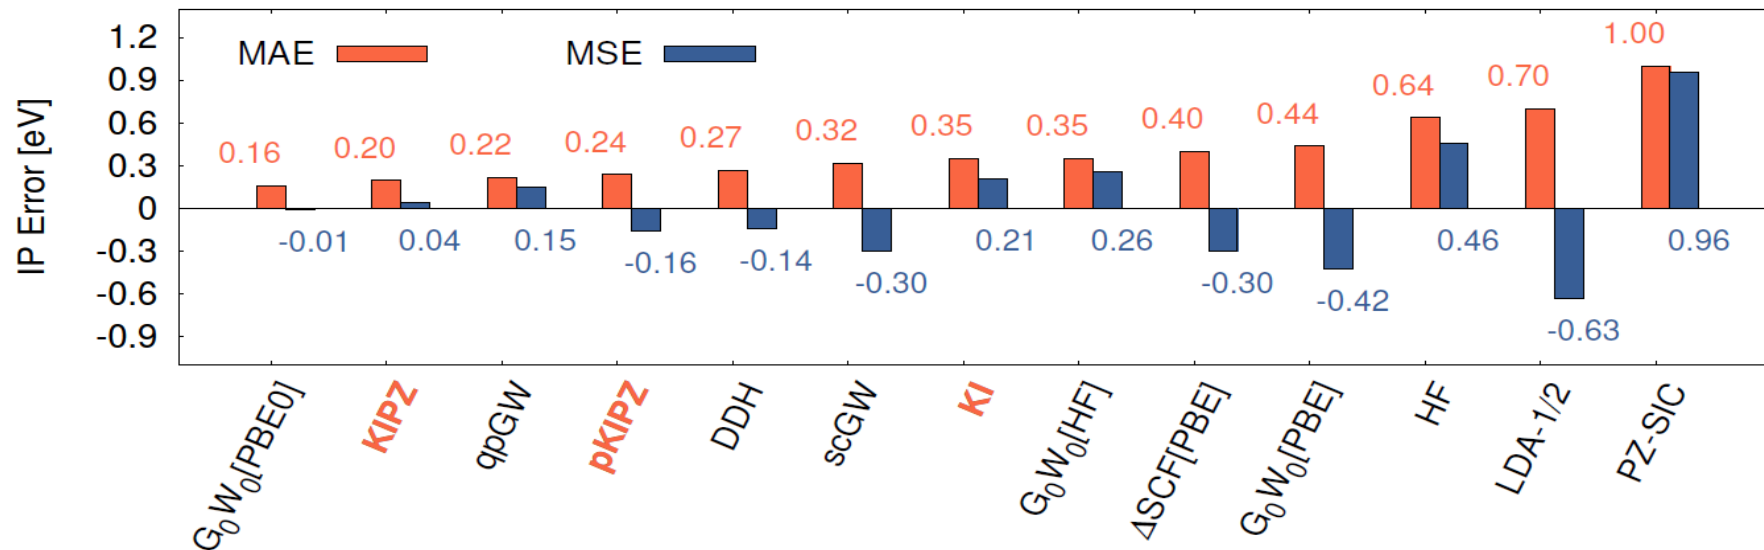 MAE
MSE
IP Error [eV]
1.2
0.9
0.6
0.3
0
-0.3
-0.6
-0.9
0.16
0.20
0.22
0.24
0.27
0.32
0.35
0.35
0.40
0.44
0.64
0.70
1.00
-0.01
0.04
0.15
-0.16
-0.14
-0.30
0.21
0.26
-0.30
-0.42
0.46
-0.63
0.96
G₀W₀[PBE0]
KIPZ
qpGW
pKIPZ
DDH
scGW
KI
G₀W₀[HF]
ΔSCF[PBE]
G₀W₀[PBE]
HF
LDA-1/2
PZ-SIC